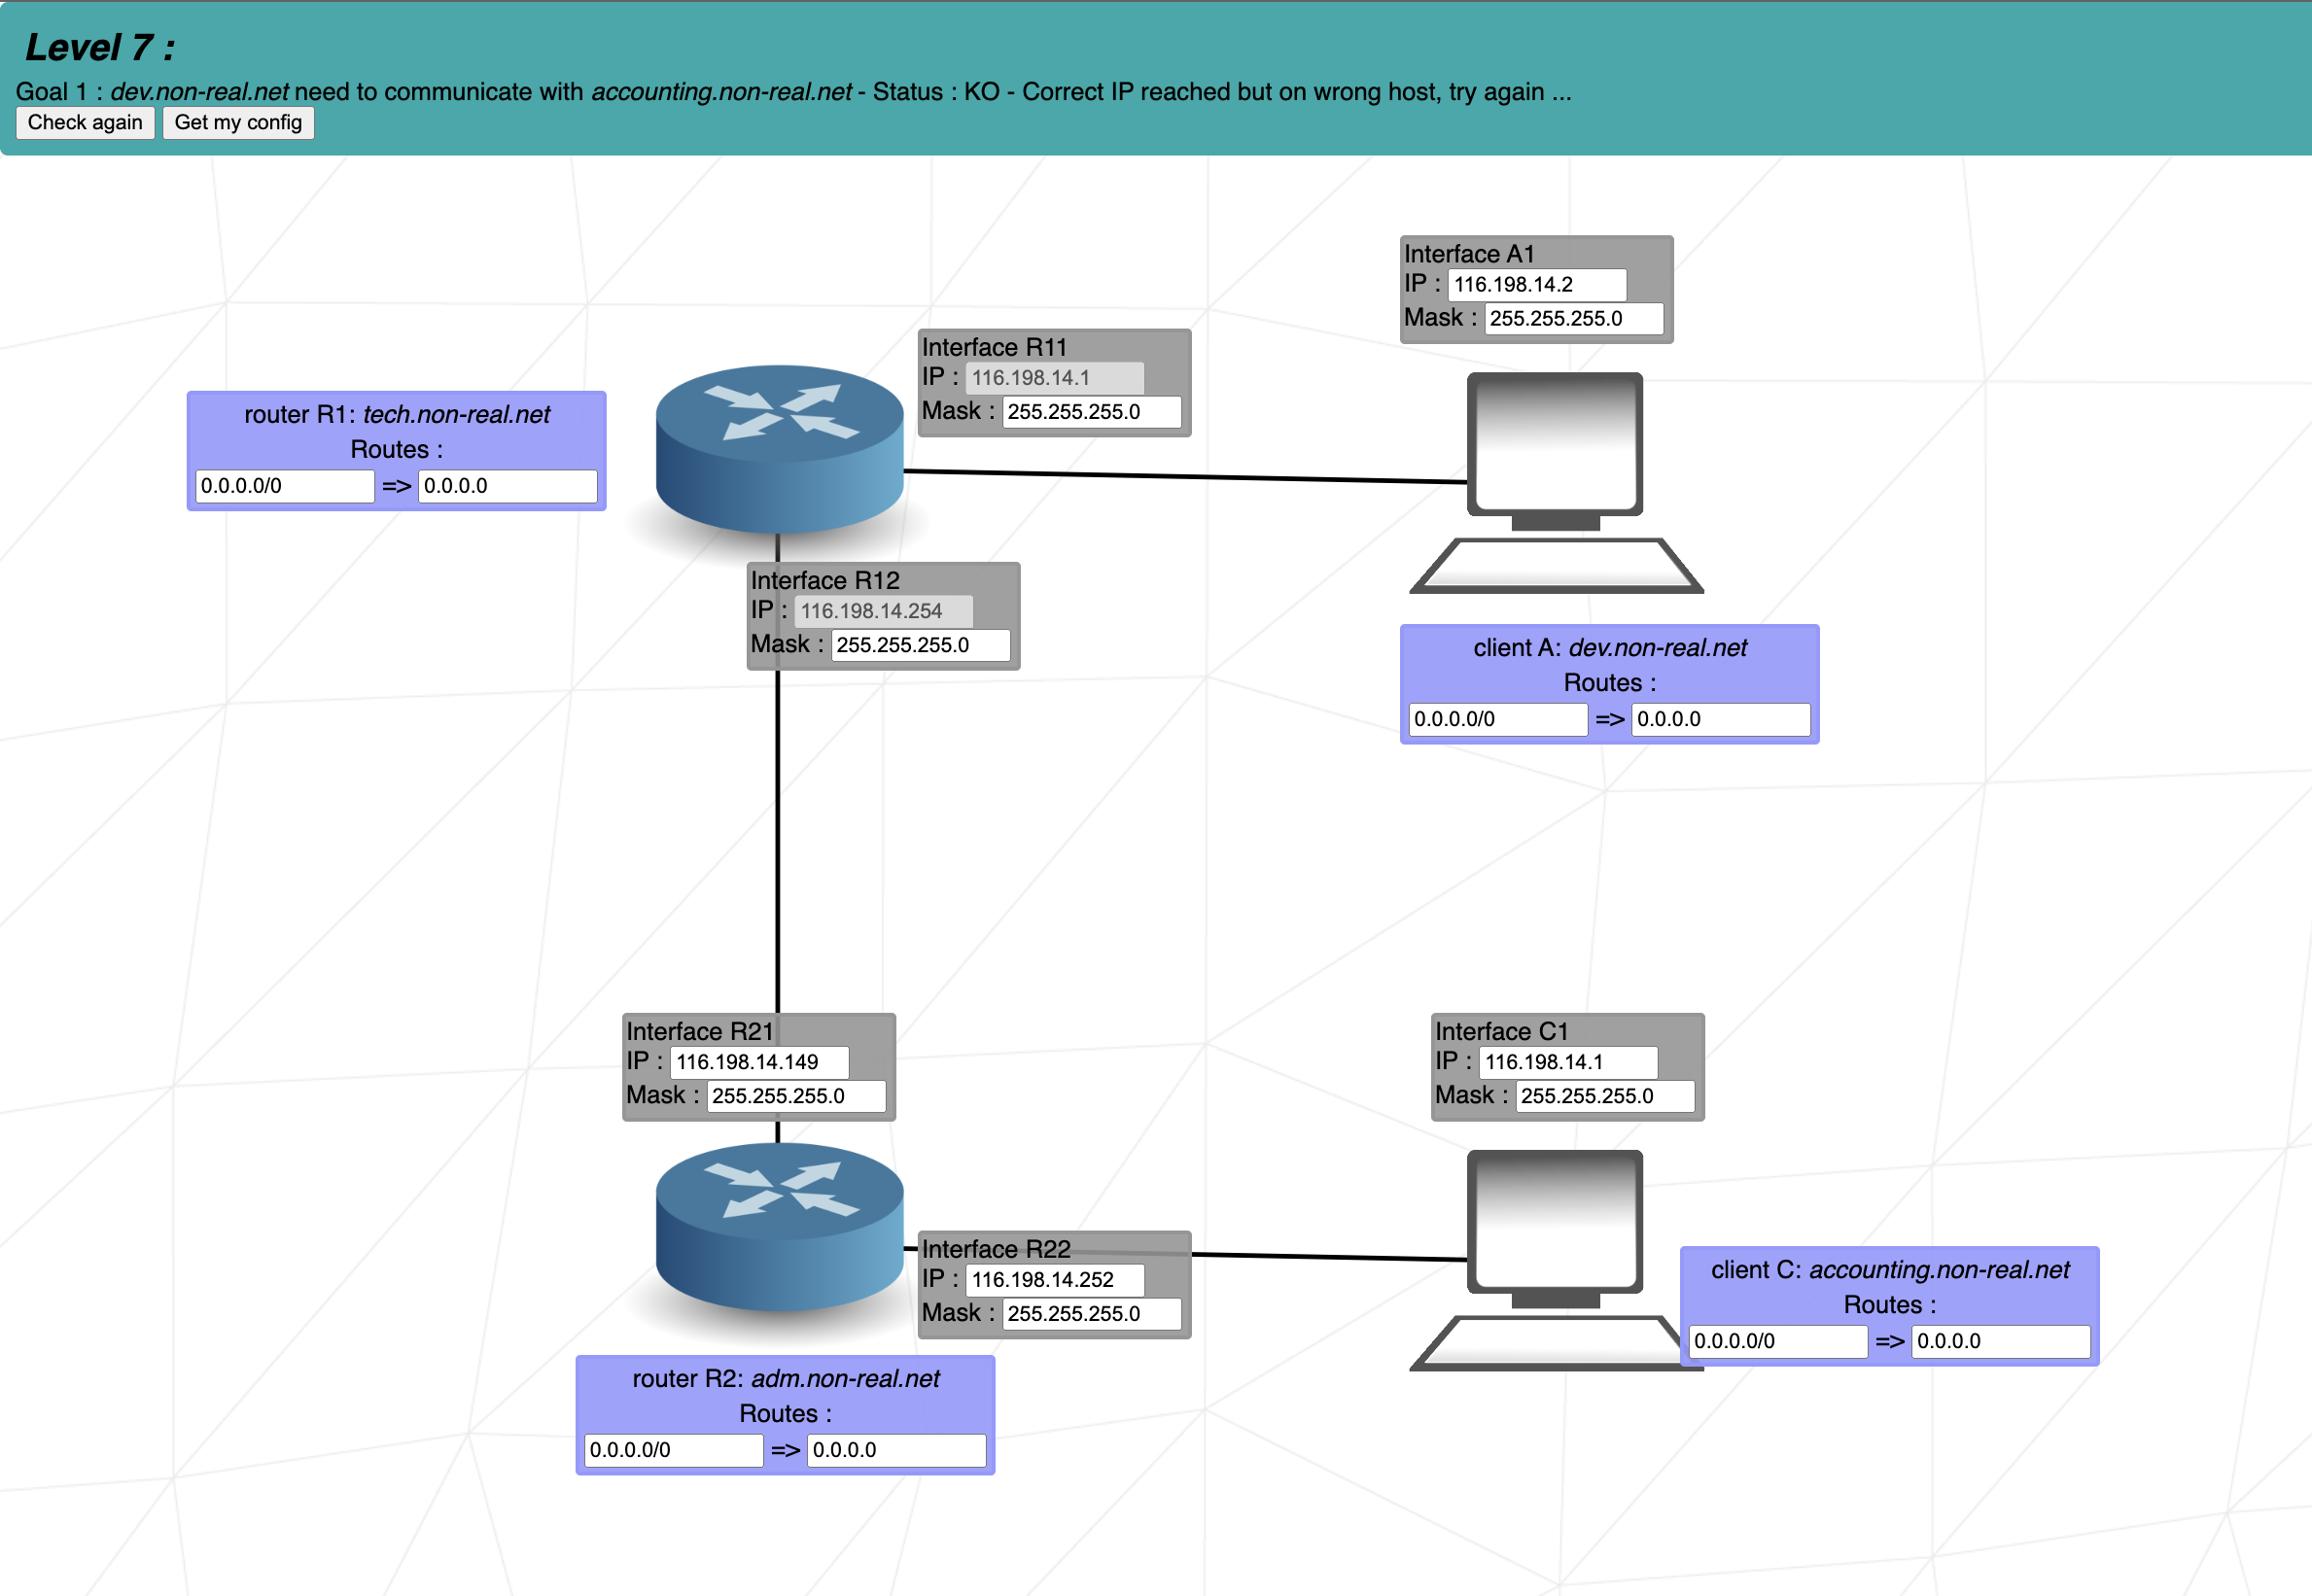 Level 7 :
Goal 1 : dev.non-real.net need to communicate with accounting.non-real.net - Status : KO - Correct IP reached but on wrong host, try again ...
Check again Get my config
Interface A1
IP : 116.198.14.2
Mask : 255.255.255.0
Interface R11
IP : 116.198.14.1
Mask : 255.255.255.0
router R1: tech.non-real.net
Routes :
0.0.0.0/0 => 0.0.0.0
Interface R12
IP : 116.198.14.254
Mask : 255.255.255.0
client A: dev.non-real.net
Routes :
0.0.0.0/0 => 0.0.0.0
Interface R21
IP : 116.198.14.149
Mask : 255.255.255.0
Interface C1
IP : 116.198.14.1
Mask : 255.255.255.0
Interface R22
IP : 116.198.14.252
Mask : 255.255.255.0
client C: accounting.non-real.net
Routes :
0.0.0.0/0 => 0.0.0.0
router R2: adm.non-real.net
Routes :
0.0.0.0/0 => 0.0.0.0